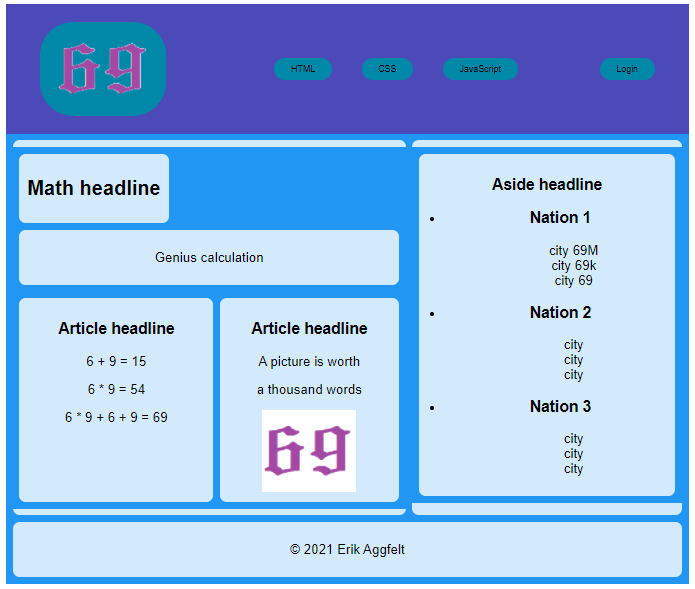 69
HTML
CSS
JavaScript
Login
Math headline
Genius calculation
Article headline
6 + 9 = 15
6 * 9 = 54
6 * 9 + 6 + 9 = 69
Article headline
A picture is worth
a thousand words
69
Aside headline
Nation 1
city 69M
city 69k
city 69
Nation 2
city
city
city
Nation 3
city
city
city
© 2021 Erik Aggfelt